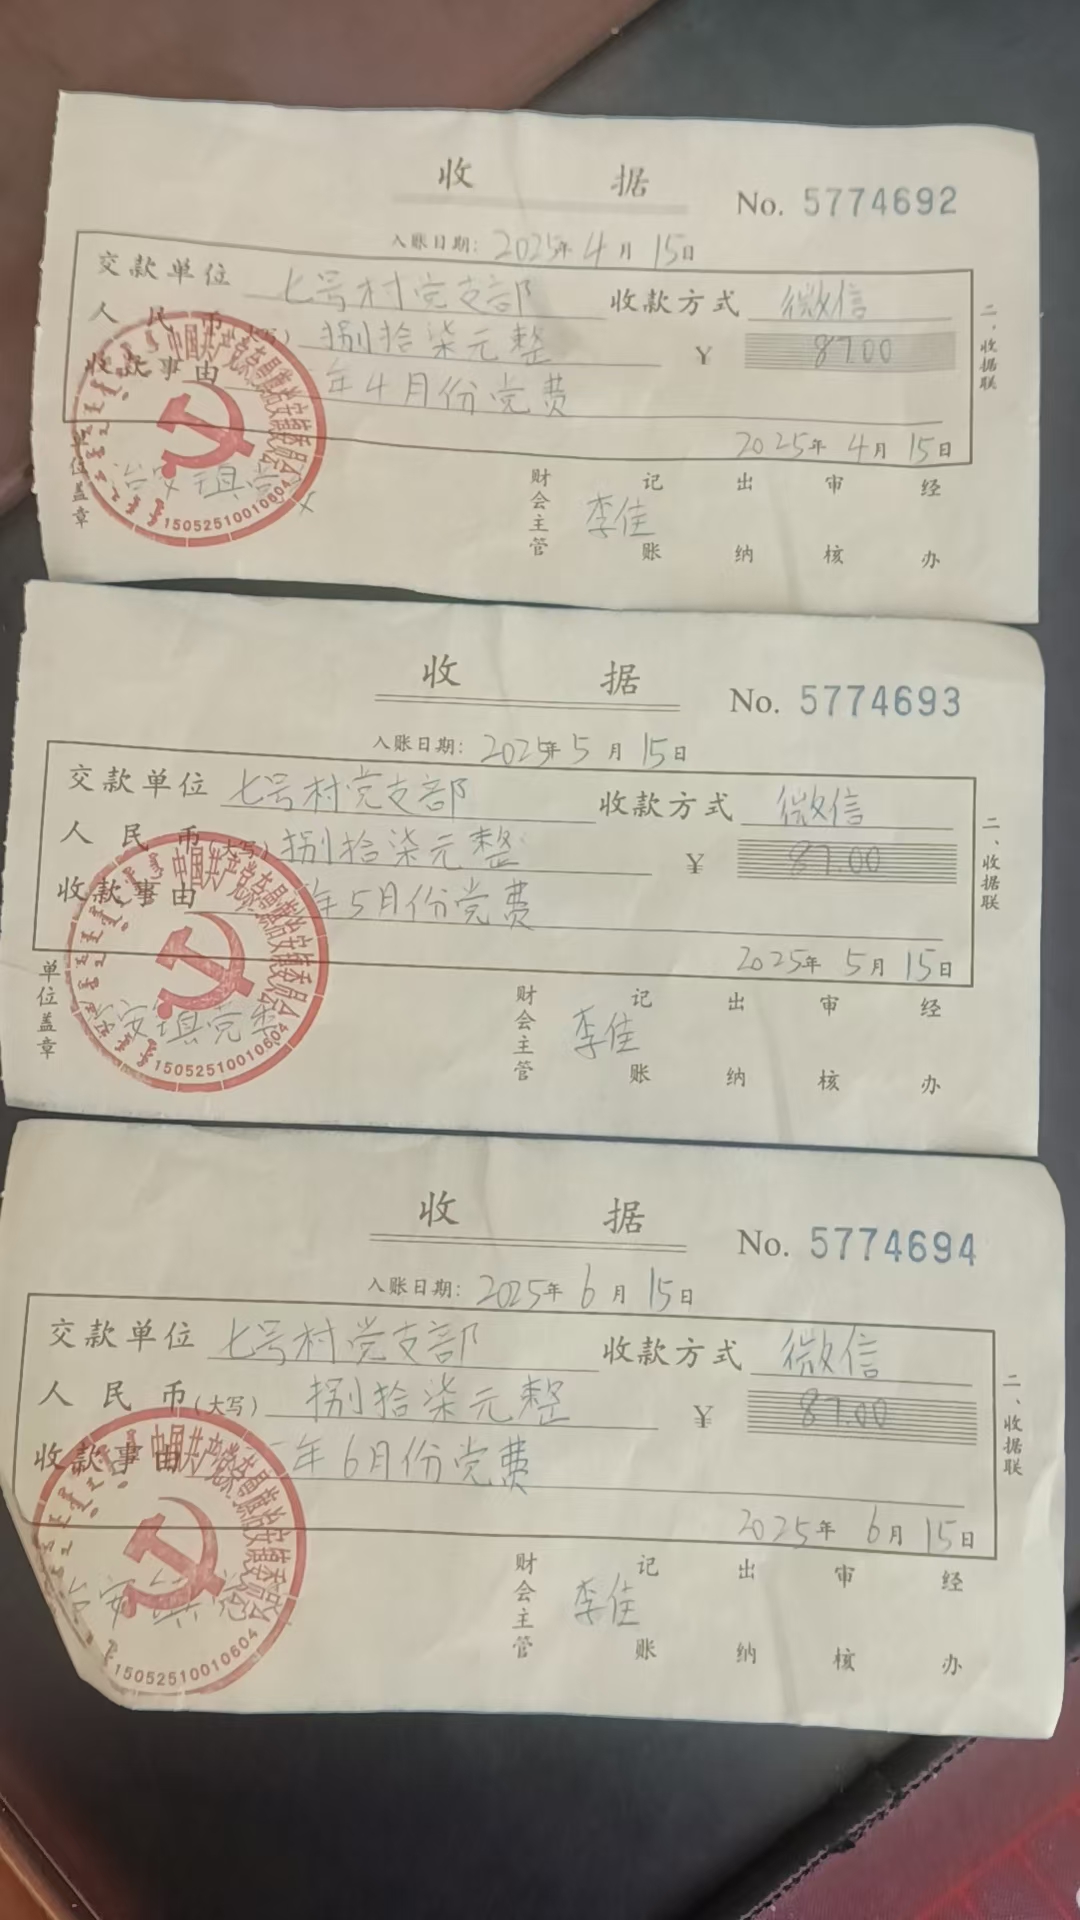 收 据
No. 5774692
入账日期: 2025年 4月 15日
交款单位 七号村党支部 收款方式 微信
人民币 捌拾柒元整 ¥ 87.00
收款事由 年4月份党费
2025年 4月 15日
二、收据联
单位盖章 治安镇党
15052510010604
财会主管 记账 李佳 出纳 审核 经办
收 据
No. 5774693
入账日期: 2025年 5月 15日
交款单位 七号村党支部 收款方式 微信
人民币(大写) 捌拾柒元整 ¥ 87.00
收款事由 年5月份党费
2025年 5月 15日
二、收据联
单位盖章 安镇党委
15052510010604
财会主管 记账 李佳 出纳 审核 经办
收 据
No. 5774694
入账日期: 2025年 6月 15日
交款单位 七号村党支部 收款方式 微信
人民币(大写) 捌拾柒元整 ¥ 87.00
收款事由 年6月份党费
2025年 6月 15日
二、收据联
15052510010604
财会主管 记账 李佳 出纳 审核 经办